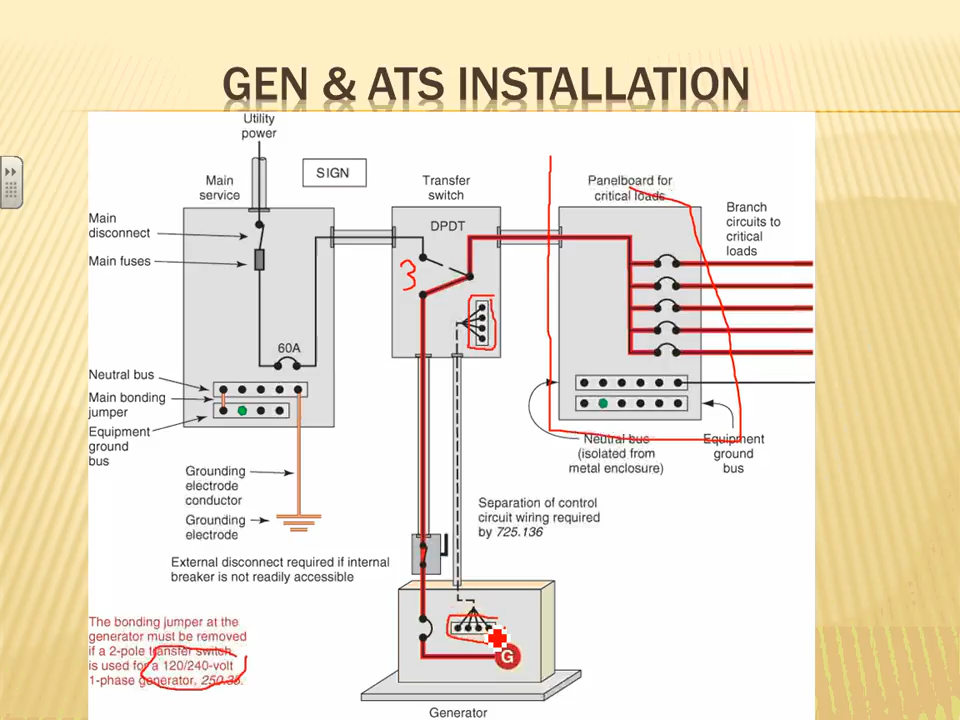 GEN & ATS INSTALLATION
Utility
power
SIGN
Main
service
Transfer
switch
Panelboard for
critical loads
Main
disconnect
DPDT
Branch
circuits to
critical
loads
Main fuses
3
60A
Neutral bus
Main bonding
jumper
Equipment
ground
bus
Neutral bus
(isolated from
metal enclosure)
Equipment
ground
bus
Grounding
electrode
conductor
Grounding
electrode
Separation of control
circuit wiring required
by 725.136
External disconnect required if internal
breaker is not readily accessible
The bonding jumper at the
generator must be removed
if a 2-pole transfer switch
is used for a 120/240-volt
1-phase generator,
G
Generator